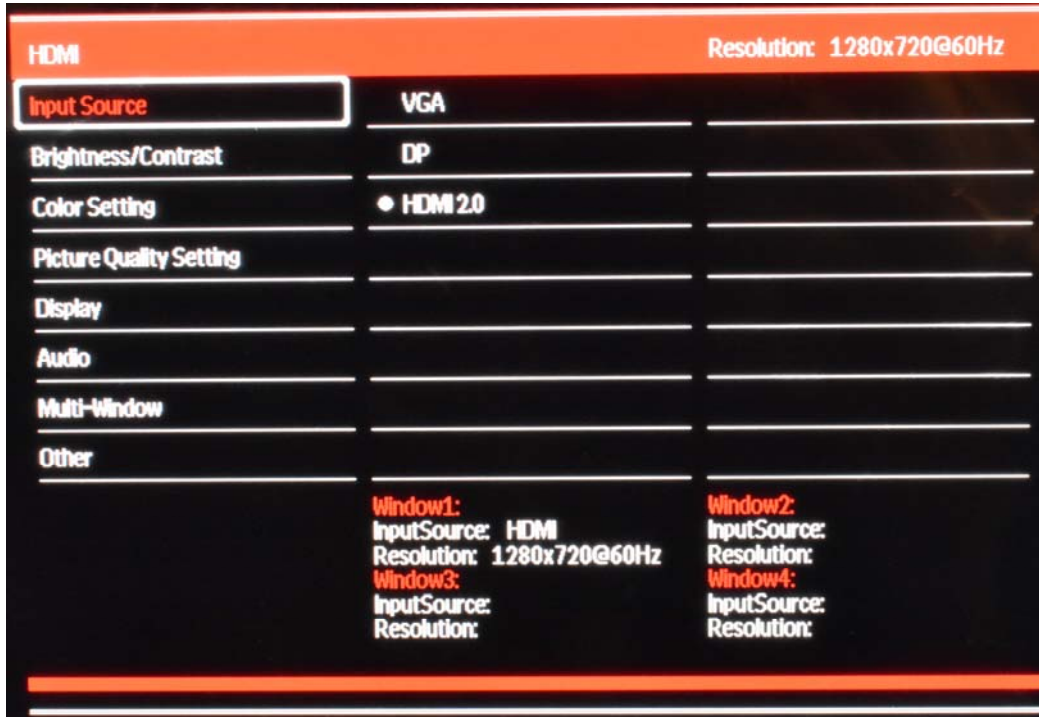 HDMI Resolution: 1280x720@60Hz
Input Source VGA
Brightness/Contrast DP
Color Setting HDMI 2.0
Picture Quality Setting
Display
Audio
Multi-Window
Other
Window1: Window2:
InputSource: HDMI InputSource:
Resolution: 1280x720@60Hz Resolution:
Window3: Window4:
InputSource: InputSource:
Resolution: Resolution: